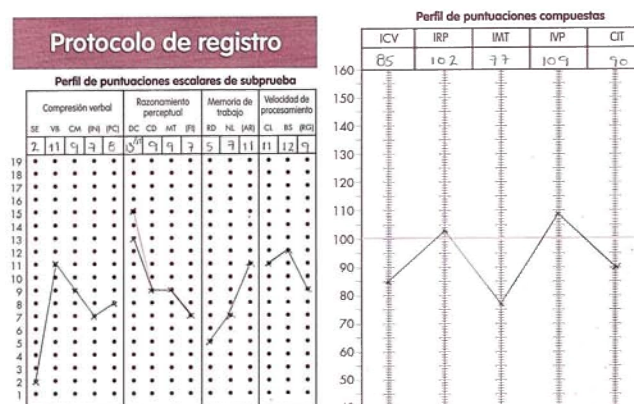 Protocolo de registro
Perfil de puntuaciones escalares de subprueba
Compresión verbal
Razonamiento perceptual
Memoria de trabajo
Velocidad de procesamiento
SE VB CM (IN) (FC) DC CD MT (FI) RD NL (AR) CL BS (RG)
2 11 9 7 8 9 9 7 5 7 11 11 12 9
19
18
17
16
15
14
13
12
11
10
9
8
7
6
5
4
3
2
1
Perfil de puntuaciones compuestas
ICV IRP IMT IVP CIT
85 102 77 109 90
160
150
140
130
120
110
100
90
80
70
60
50